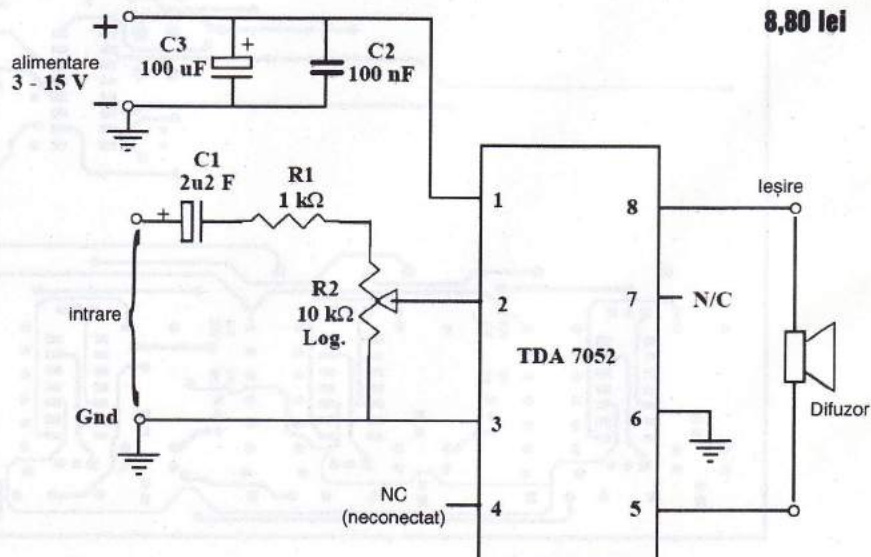 8,80 lei
+
alimentare
3 - 15 V
−
C3
100 uF
+
C2
100 nF
C1
2u2 F
+
R1
1 kΩ
R2
10 kΩ
Log.
intrare
Gnd
NC
(neconectat)
1
2
3
4
TDA 7052
8
7
6
5
N/C
Ieșire
Difuzor